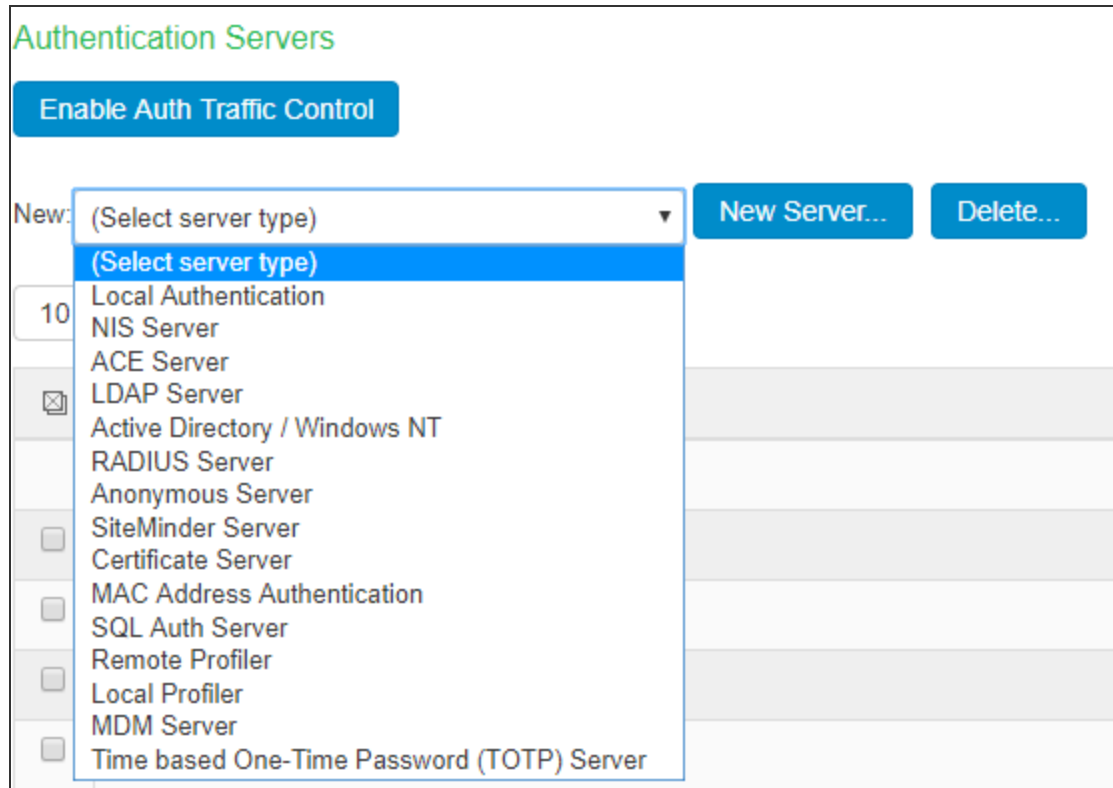 Authentication Servers
Enable Auth Traffic Control
New: (Select server type) New Server... Delete...
(Select server type)
Local Authentication
10 NIS Server
ACE Server
LDAP Server
Active Directory / Windows NT
RADIUS Server
Anonymous Server
SiteMinder Server
Certificate Server
MAC Address Authentication
SQL Auth Server
Remote Profiler
Local Profiler
MDM Server
Time based One-Time Password (TOTP) Server